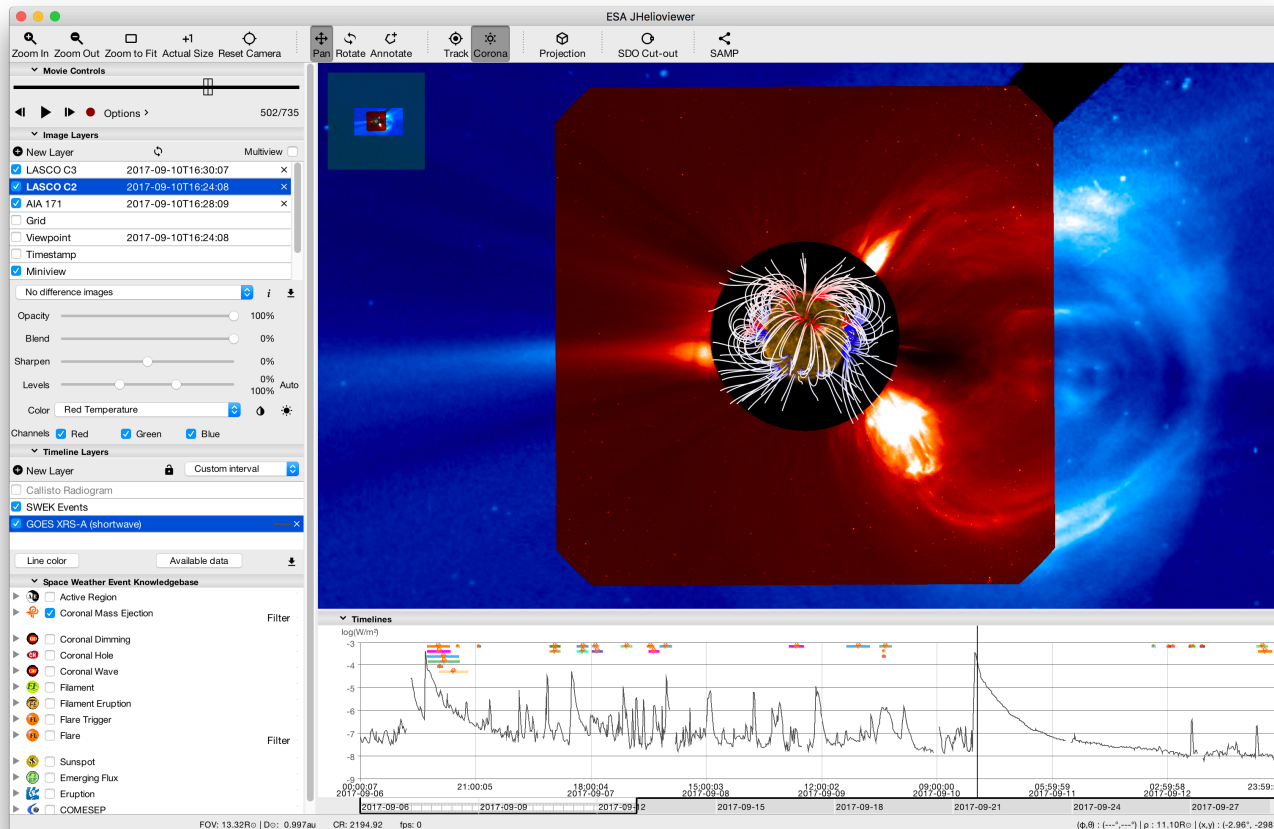 ESA JHelioviewer
Zoom In Zoom Out Zoom to Fit Actual Size Reset Camera Pan Rotate Annotate Track Corona Projection SDO Cut-out SAMP
Movie Controls
Options >
502/735
Image Layers
New Layer
Multiview
LASCO C3 2017-09-10T16:30:07
LASCO C2 2017-09-10T16:24:08
AIA 171 2017-09-10T16:28:09
Grid
Viewpoint 2017-09-10T16:24:08
Timestamp
Miniview
No difference images
Opacity 100%
Blend 0%
Sharpen 0%
Levels 0% 100% Auto
Color Red Temperature
Channels Red Green Blue
Timeline Layers
New Layer Custom interval
Callisto Radiogram
SWEK Events
GOES XRS-A (shortwave)
Line color Available data
Space Weather Event Knowledgebase
Active Region
Coronal Mass Ejection
Filter
Coronal Dimming
Coronal Hole
Coronal Wave
Filament
Filament Eruption
Flare Trigger
Flare
Filter
Sunspot
Emerging Flux
Eruption
COMESEP
Timelines
log(W/m²)
-3
-4
-5
-6
-7
-8
-9
00:00:07 21:00:05 18:00:04 15:00:03 12:00:02 09:00:00 05:59:59 02:59:58 23:59:
2017-09-06 2017-09-07 2017-09-08 2017-09-09 2017-09-10 2017-09-11 2017-09-12
2017-09-06 2017-09-09 2017-09-12 2017-09-15 2017-09-18 2017-09-21 2017-09-24 2017-09-27
FOV: 13.32R⊙ | D⊙: 0.997au CR: 2194.92 fps: 0
(φ,θ) : (---°,---°) | ρ : 11.10R⊙ | (x,y) : (-2.96°, -298